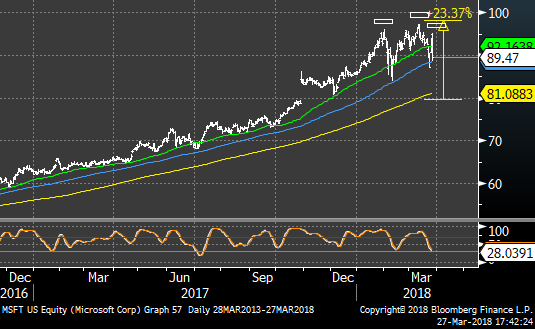 23.37%
100
92.1638
89.47
81.0883
70
60
100
28.0391
Dec Mar Jun Sep Dec Mar
2016 2017 2018
MSFT US Equity (Microsoft Corp) Graph 57 Daily 28MAR2013-27MAR2018 Copyright© 2018 Bloomberg Finance L.P.
27-Mar-2018 17:42:24